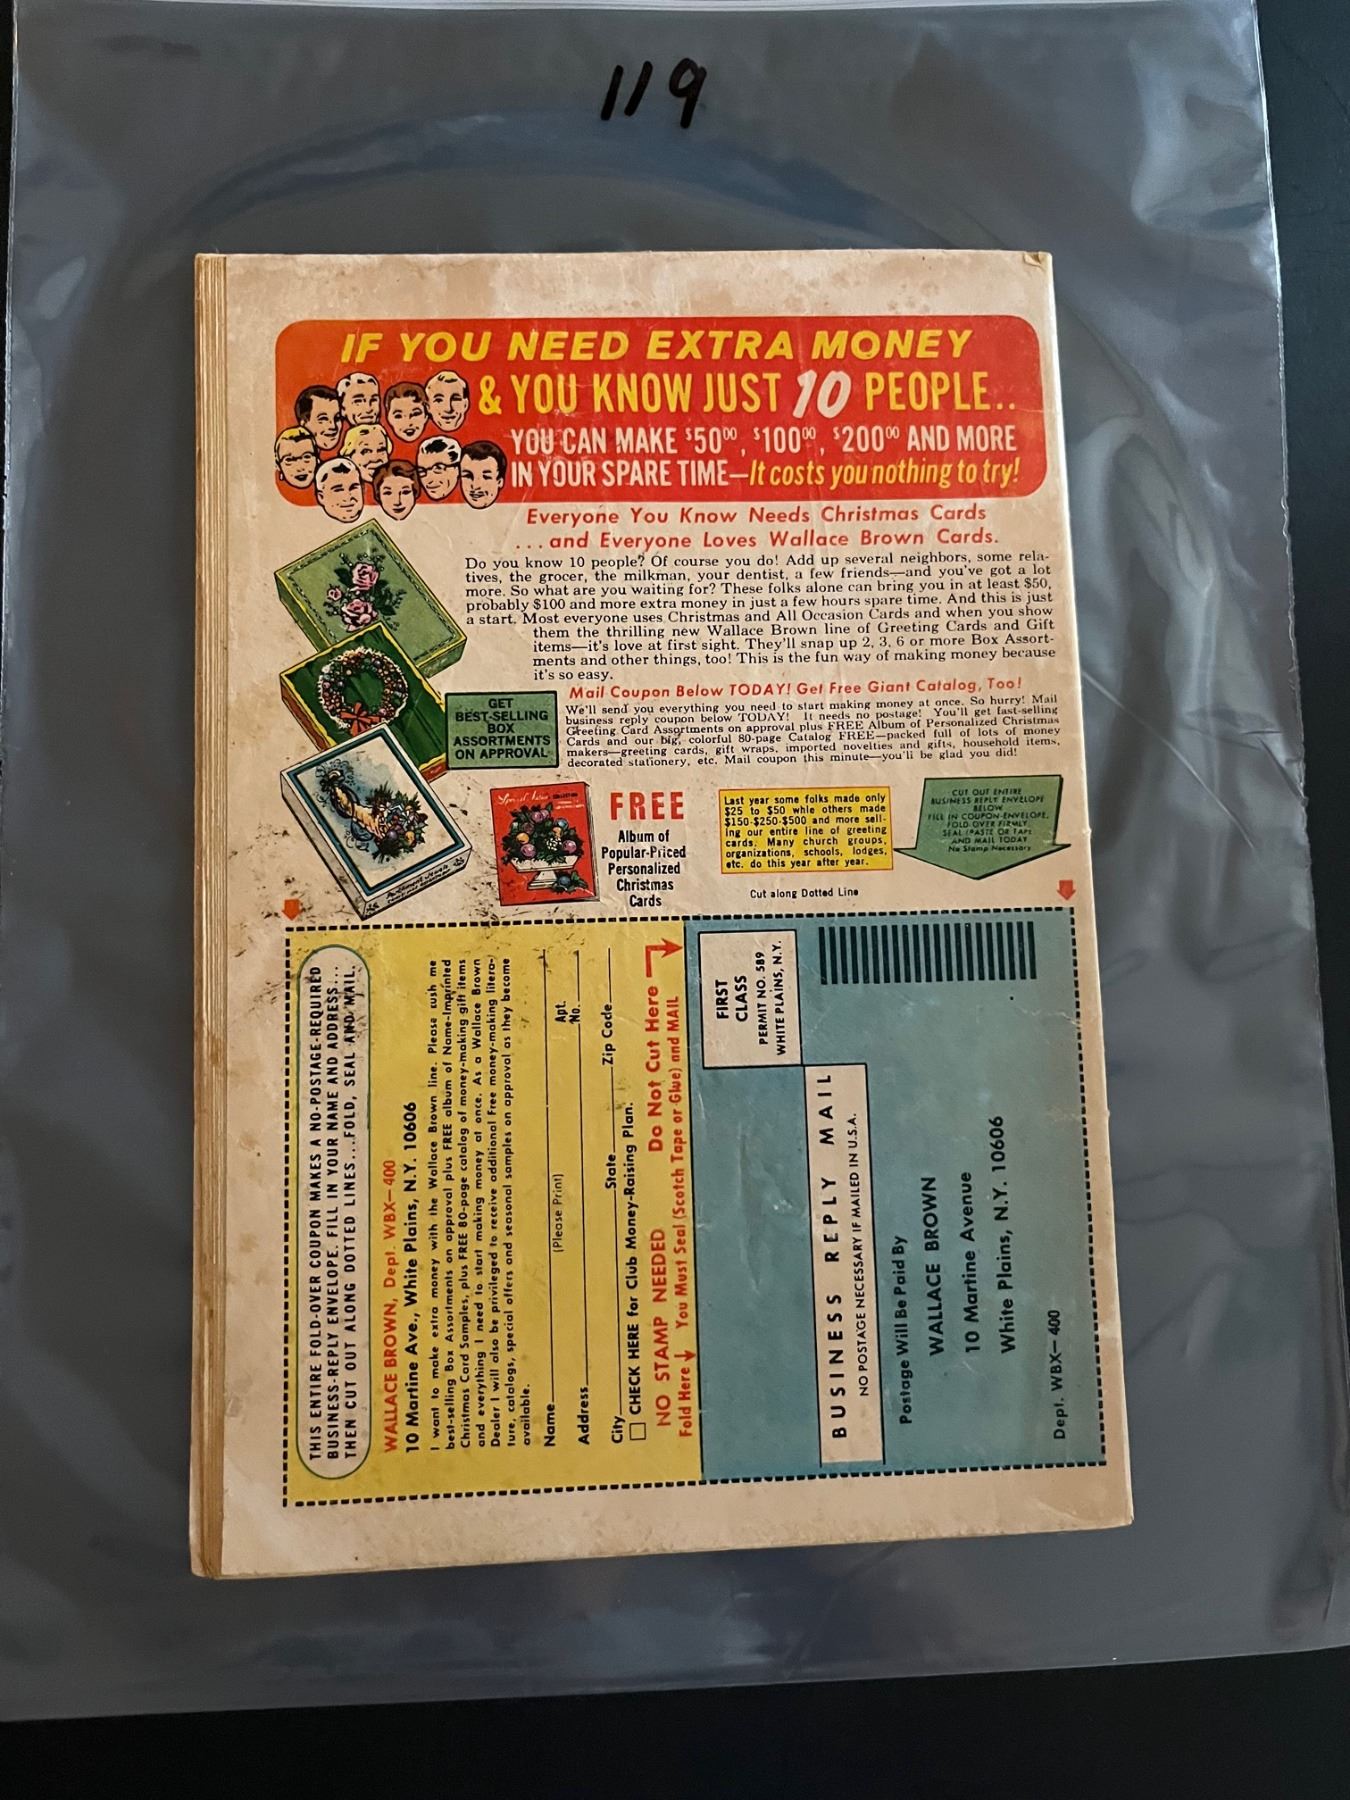 119
IF YOU NEED EXTRA MONEY
& YOU KNOW JUST 10 PEOPLE..
YOU CAN MAKE $50⁰⁰, $100⁰⁰, $200⁰⁰ AND MORE
IN YOUR SPARE TIME—It costs you nothing to try!
Everyone You Know Needs Christmas Cards
...and Everyone Loves Wallace Brown Cards.
Do you know 10 people? Of course you do! Add up several neighbors, some rela-
tives, the grocer, the milkman, your dentist, a few friends—and you've got a lot
more. So what are you waiting for? These folks alone can bring you in at least $50,
probably $100 and more extra money in just a few hours spare time. And this is just
a start. Most everyone uses Christmas and All Occasion Cards and when you show
them the thrilling new Wallace Brown line of Greeting Cards and Gift
items—it's love at first sight. They'll snap up 2, 3, 6 or more Box Assort-
ments and other things, too! This is the fun way of making money because
it's so easy.
Mail Coupon Below TODAY! Get Free Giant Catalog, Too!
We'll send you everything you need to start making money at once. So hurry! Mail
business reply coupon below TODAY! It needs no postage! You'll get fast-selling
Greeting Card Assortments on approval plus FREE Album of Personalized Christmas
Cards and our big, colorful 80-page Catalog FREE—packed full of lots of money
makers—greeting cards, gift wraps, imported novelties and gifts, household items,
decorated stationery, etc. Mail coupon this minute—you'll be glad you did!
GET
BEST-SELLING
BOX
ASSORTMENTS
ON APPROVAL
FREE
Album of
Popular-Priced
Personalized
Christmas
Cards
Last year some folks made only
$25 to $50 whle others made
$150-$250-$500 and more sell-
ing our entire line of greeting
cards. Many church groups,
organizations, schools, lodges,
etc. do this year after year.
CUT OUT ENTIRE
BUSINESS REPLY ENVELOPE
BELOW
FILL IN COUPON-ENVELOPE,
FOLD OVER FIRMLY
SEAL (PASTE OR TAPE)
AND MAIL TODAY
No Stamp Necessary
Cut along Dotted Line
THIS ENTIRE FOLD-OVER COUPON MAKES A NO-POSTAGE-REQUIRED
BUSINESS-REPLY ENVELOPE. FILL IN YOUR NAME AND ADDRESS...
THEN CUT OUT ALONG DOTTED LINES...FOLD, SEAL AND MAIL.
WALLACE BROWN, Dept. WBX—400
10 Martine Ave., White Plains, N.Y. 10606
I want to make extra money with the Wallace Brown line. Please rush me
best-selling Box Assortments on approval plus FREE album of Name-Imprinted
Christmas Card Samples, plus FREE 80-page catalog of money-making gift items
and everything I need to start making money at once. As a Wallace Brown
Dealer I will also be privileged to receive additional Free money-making litera-
ture, catalogs, special offers and seasonal samples on approval as they become
available.
Name
(Please Print)
Address
Apt. No.
City
State
Zip Code
CHECK HERE for Club Money-Raising Plan.
NO STAMP NEEDED
Do Not Cut Here
Fold Here
You Must Seal (Scotch Tape or Glue) and MAIL
FIRST
CLASS
PERMIT NO. 589
WHITE PLAINS, N.Y.
BUSINESS REPLY MAIL
NO POSTAGE NECESSARY IF MAILED IN U.S.A.
Postage Will Be Paid By
WALLACE BROWN
10 Martine Avenue
White Plains, N.Y. 10606
Dept. WBX—400